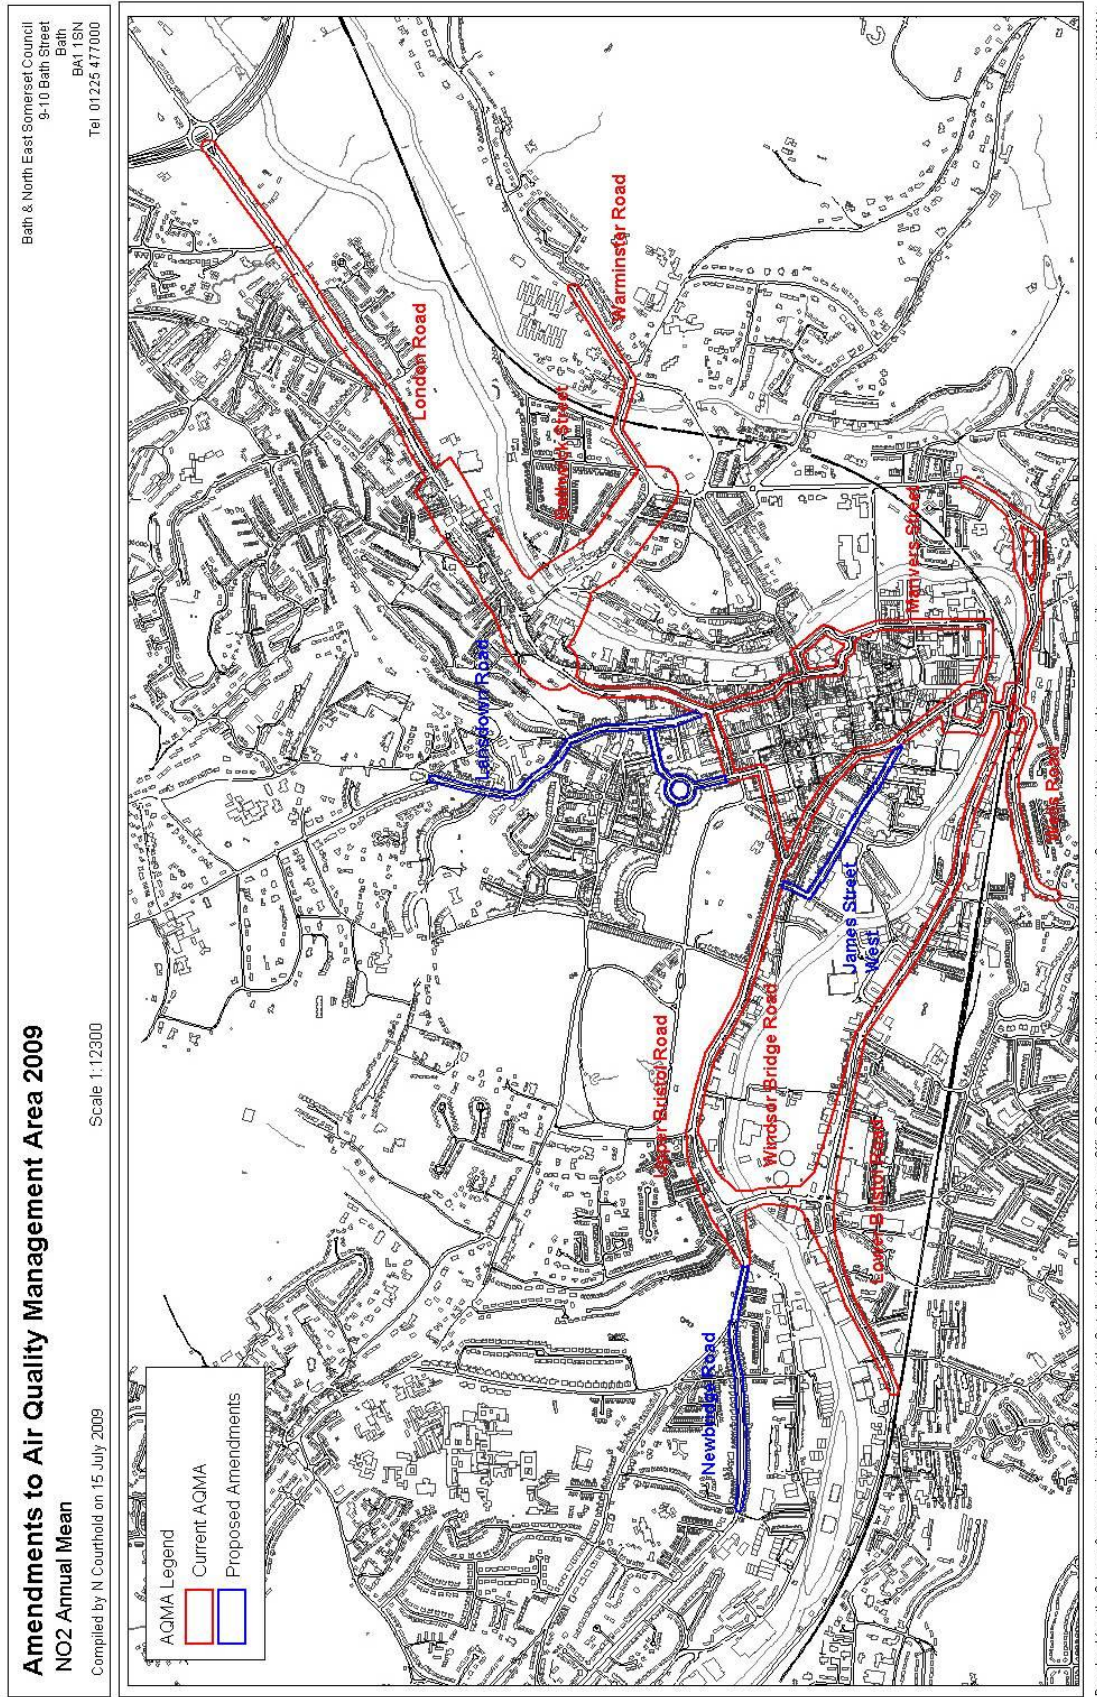 Amendments to Air Quality Management Area 2009
NO2 Annual Mean
Compiled by N Courthold on 15 July 2009
Scale 1:12300
Bath & North East Somerset Council
9-10 Bath Street
Bath
BA1 1SN
Tel 01225 477000
AQMA Legend
Current AQMA
Proposed Amendments
London Road
Warminster Road
Street
Lansdown Road
Manvers Street
Road
James Street
West
Upper Bristol Road
Windsor Bridge Road
Lower Bristol Road
Newbridge Road